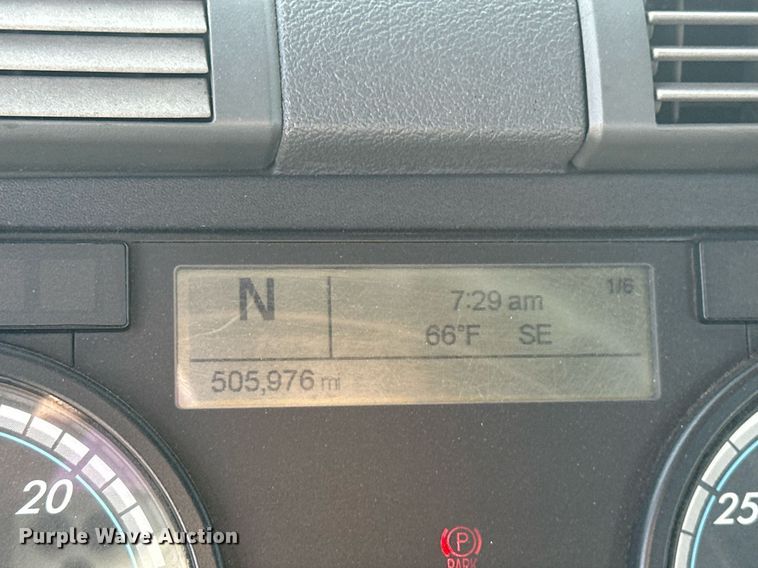 N
7:29 am
1/6
66°F SE
505,976 mi
20
25
P
PARK
Purple Wave Auction